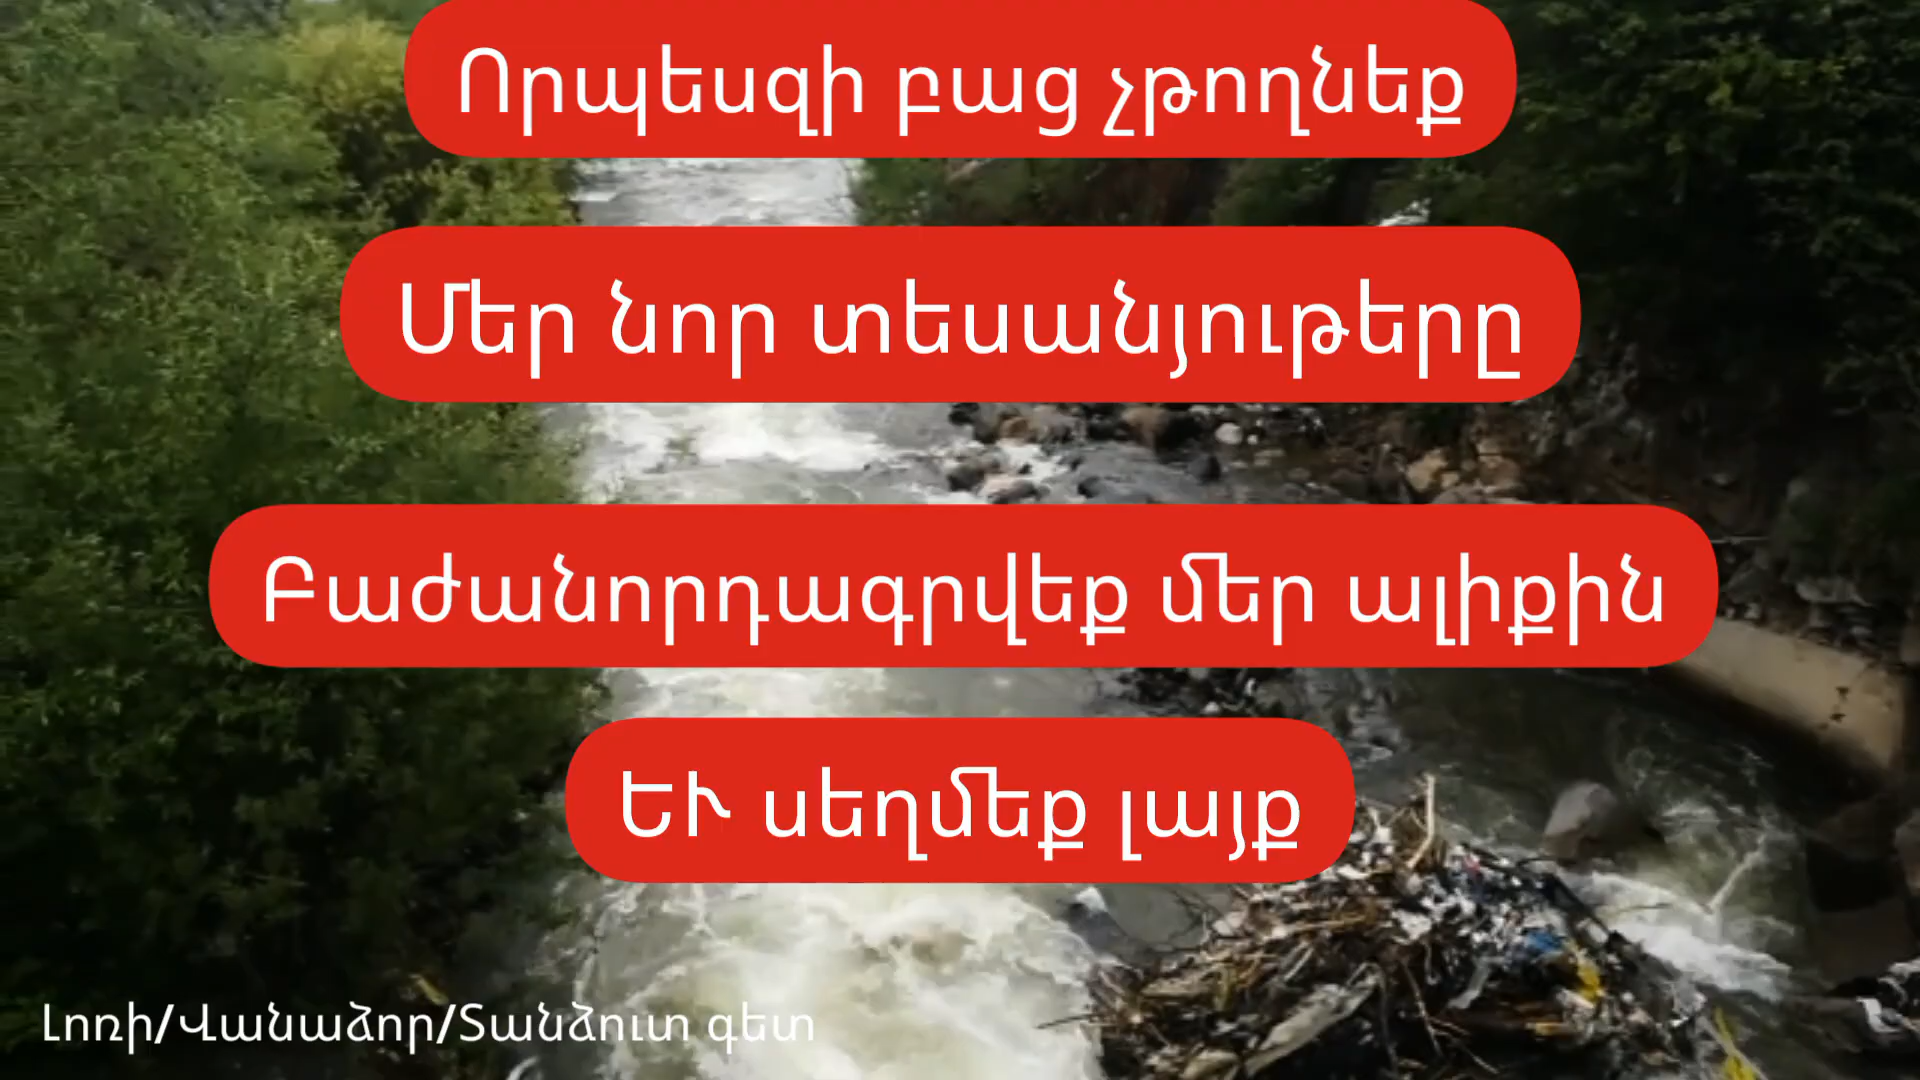 Որպեսզի բաց չթողնեք
Մեր նոր տեսանյութերը
Բաժանորդագրվեք մեր ալիքին
ԵՒ սեղմեք լայք
Լոռի/Վանաձոր/Տանձուտ գետ